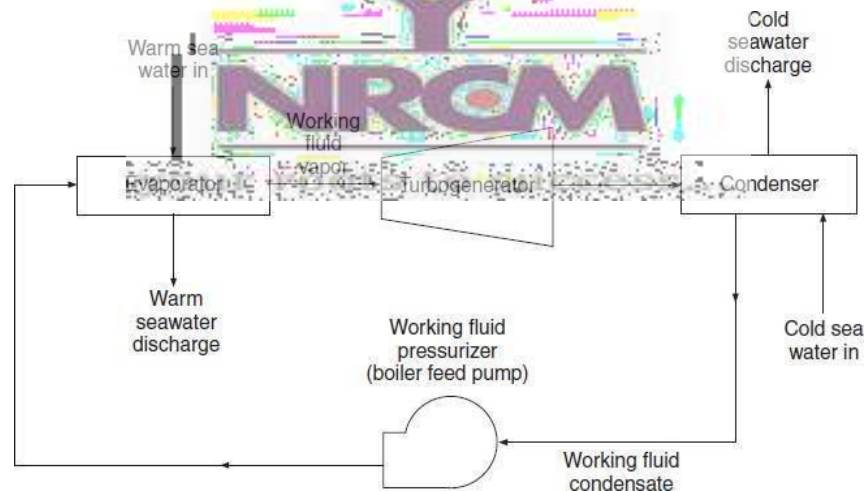 Cold
seawater
discharge
Warm sea
water in
NRCM
Working
fluid
vapor
Evaporator
Turbogenerator
Condenser
Warm
seawater
discharge
Working fluid
pressurizer
(boiler feed pump)
Cold sea
water in
Working fluid
condensate